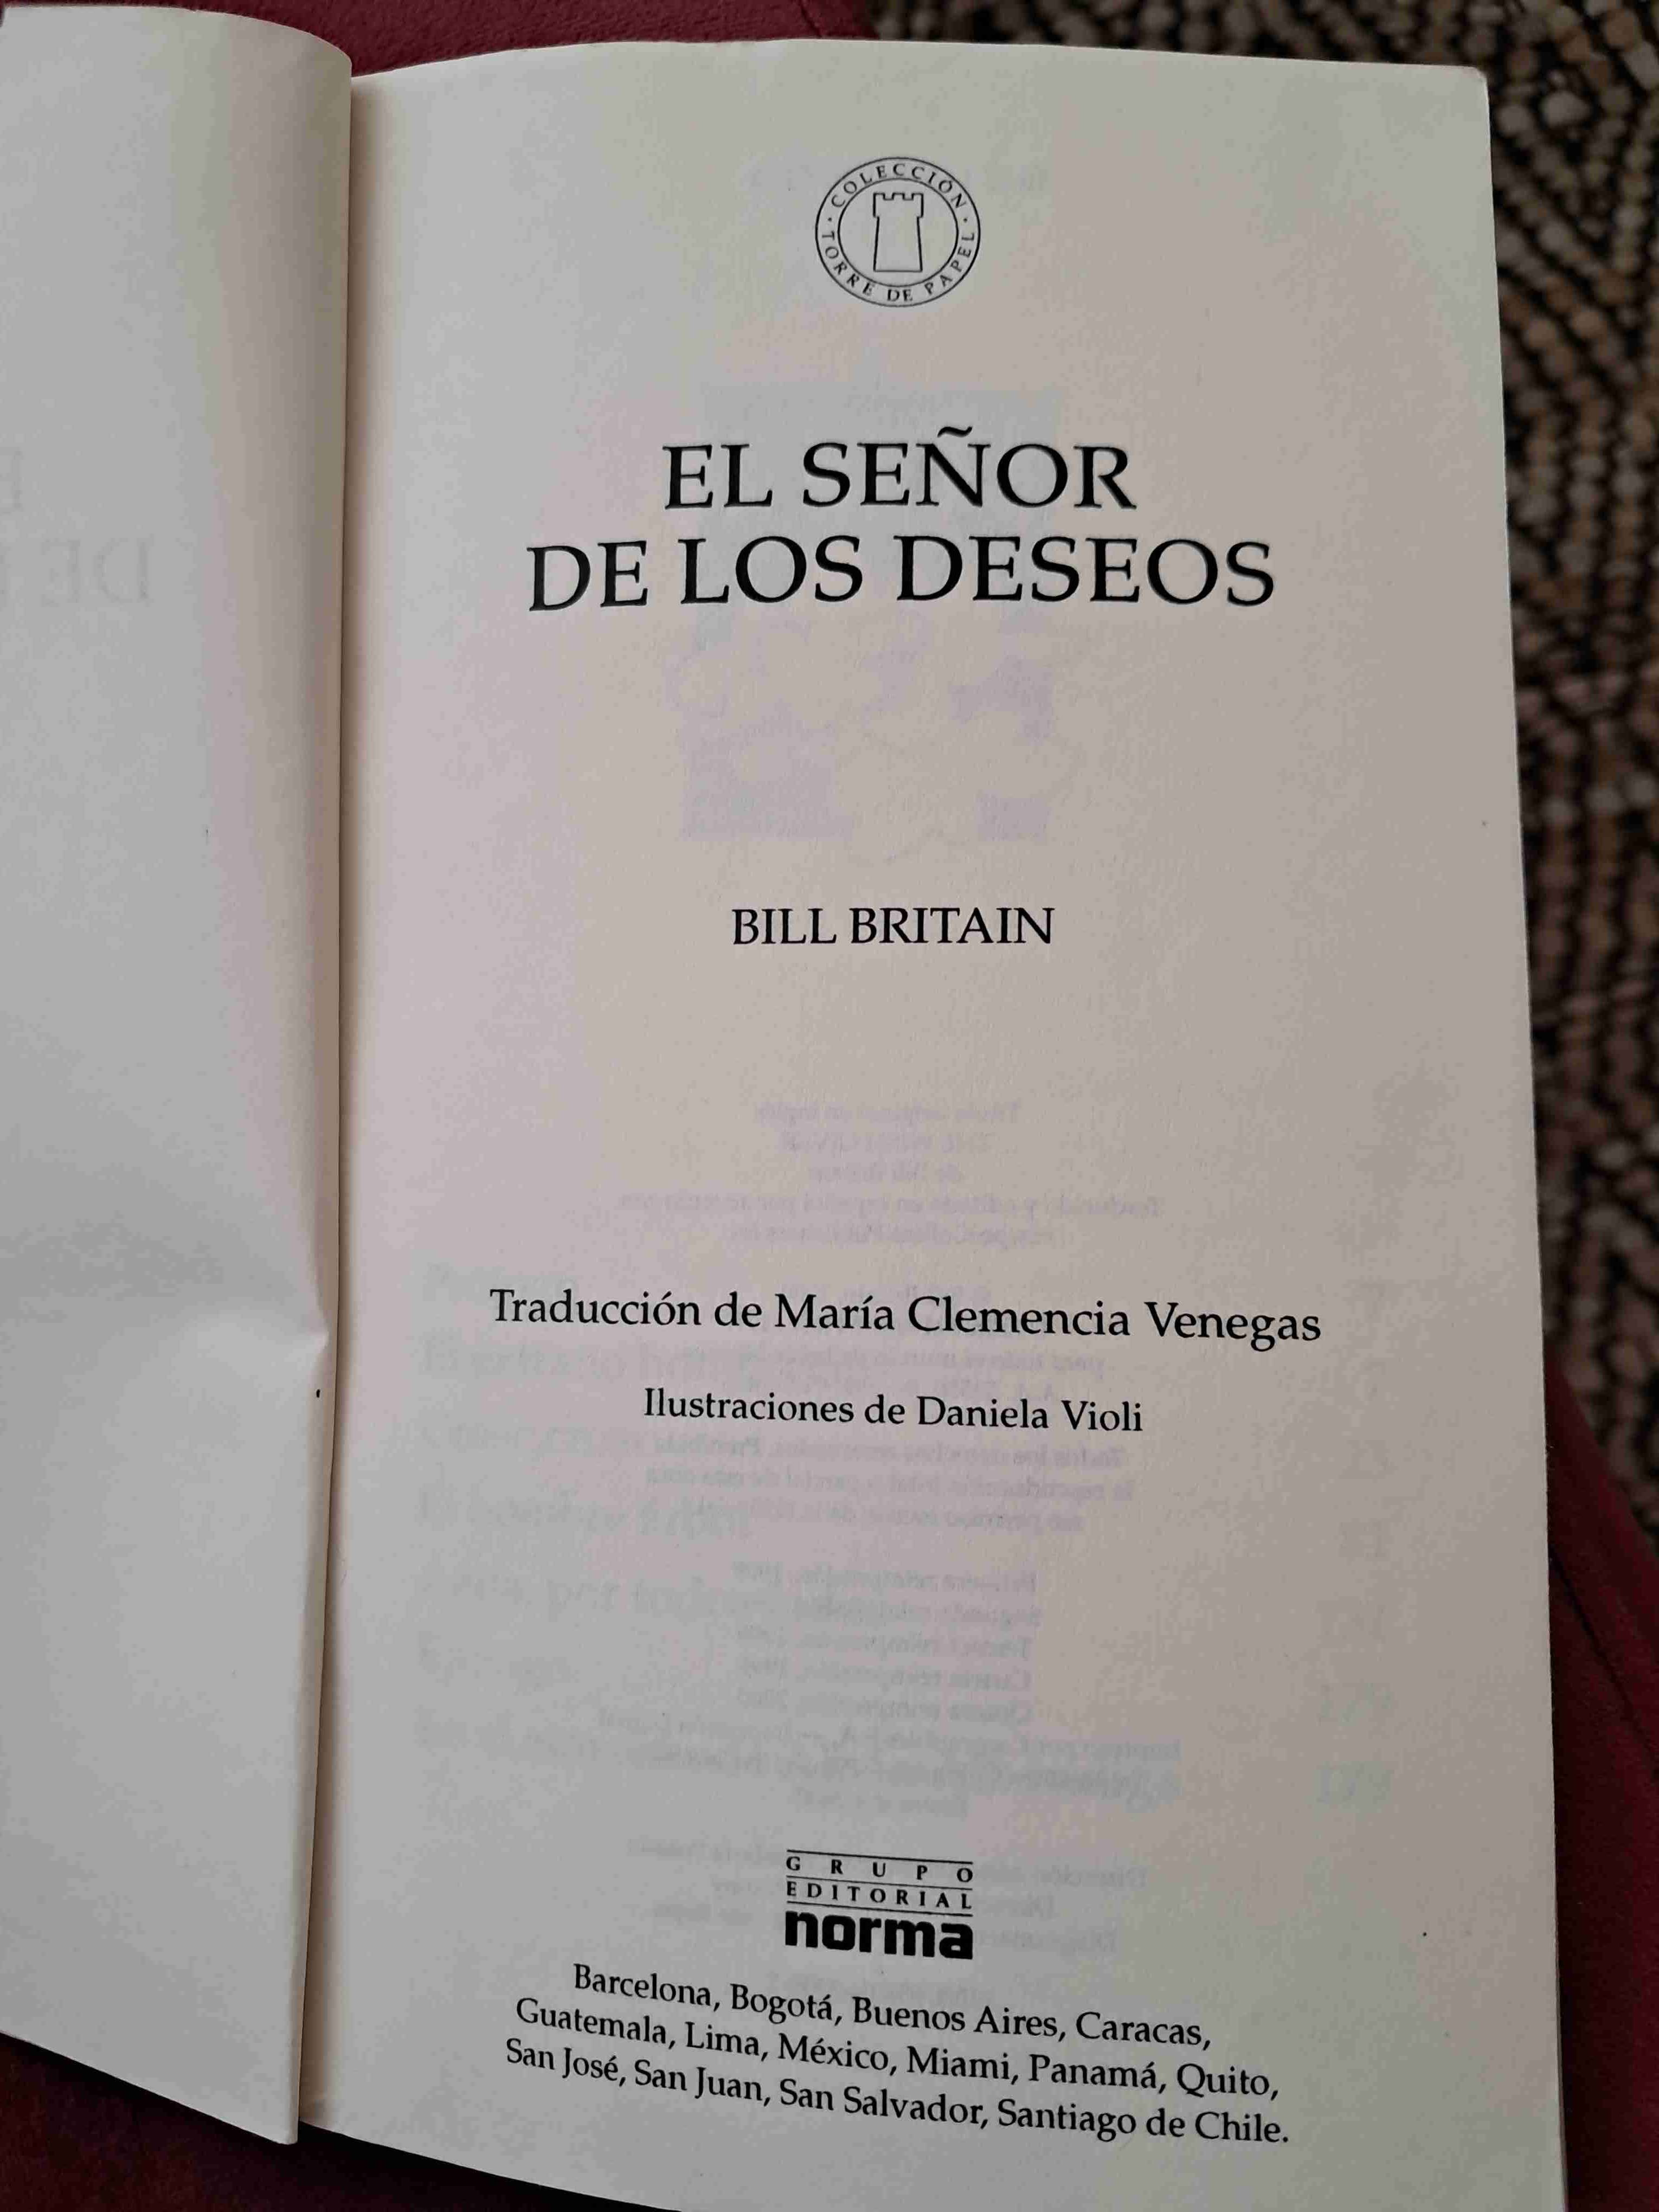 COLECCIÓN
TORRE DE PAPEL
EL SEÑOR
DE LOS DESEOS
BILL BRITAIN
Traducción de María Clemencia Venegas
Ilustraciones de Daniela Violi
GRUPO
EDITORIAL
norma
Barcelona, Bogotá, Buenos Aires, Caracas,
Guatemala, Lima, México, Miami, Panamá, Quito,
San José, San Juan, San Salvador, Santiago de Chile.